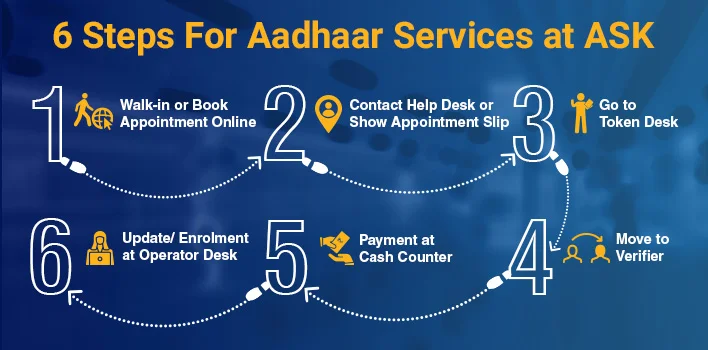 6 Steps For Aadhaar Services at ASK
1
Walk-in or Book
Appointment Online
2
Contact Help Desk or
Show Appointment Slip
3
Go to
Token Desk
4
Move to
Verifier
5
Payment at
Cash Counter
6
Update/ Enrolment
at Operator Desk